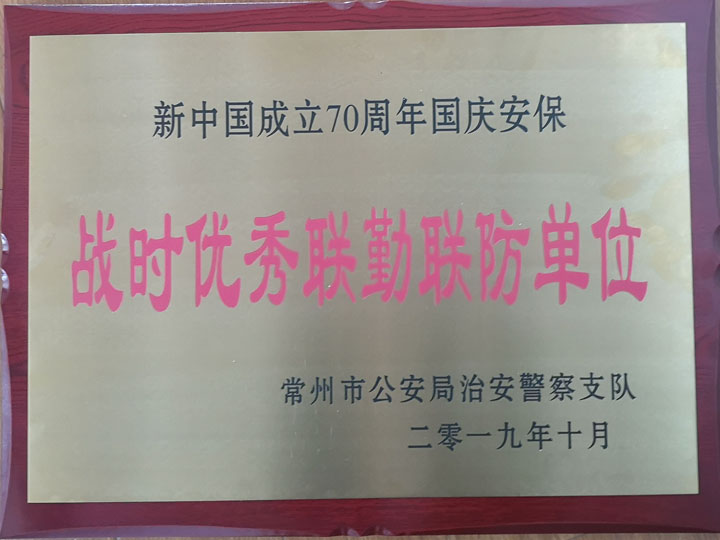 新中国成立70周年国庆安保
战时优秀联勤联防单位
常州市公安局治安警察支队
二零一九年十月